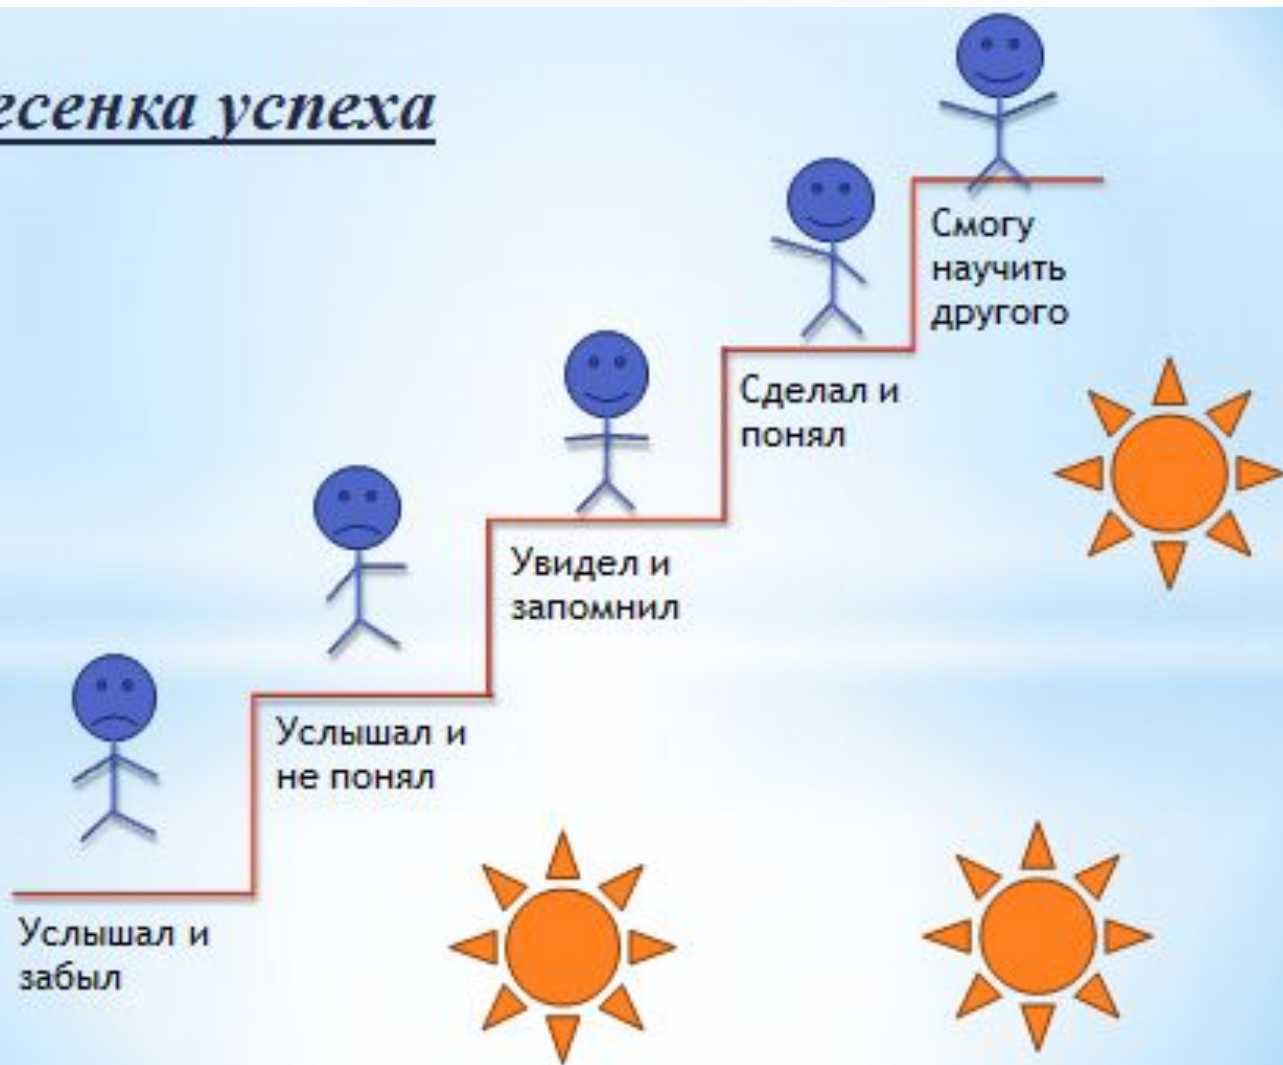 есенка успеха
Смогу
научить
другого
Сделал и
понял
Увидел и
запомнил
Услышал и
не понял
Услышал и
забыл